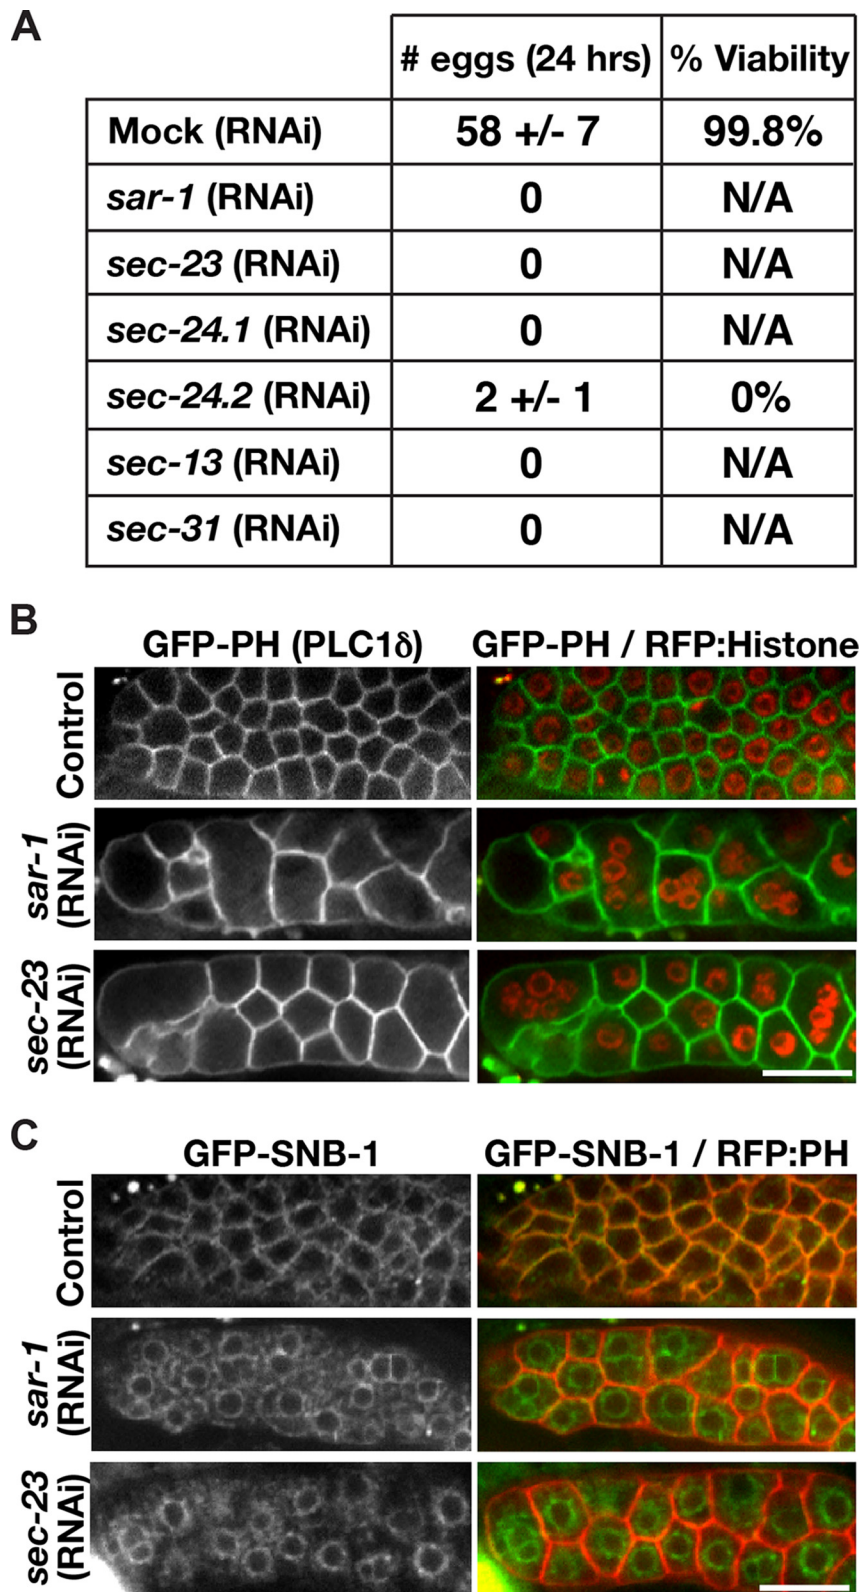 A
# eggs (24 hrs) % Viability
Mock (RNAi) 58 +/- 7 99.8%
sar-1 (RNAi) 0 N/A
sec-23 (RNAi) 0 N/A
sec-24.1 (RNAi) 0 N/A
sec-24.2 (RNAi) 2 +/- 1 0%
sec-13 (RNAi) 0 N/A
sec-31 (RNAi) 0 N/A
B
GFP-PH (PLC1δ) GFP-PH / RFP:Histone
Control
sar-1
(RNAi)
sec-23
(RNAi)
C
GFP-SNB-1 GFP-SNB-1 / RFP:PH
Control
sar-1
(RNAi)
sec-23
(RNAi)